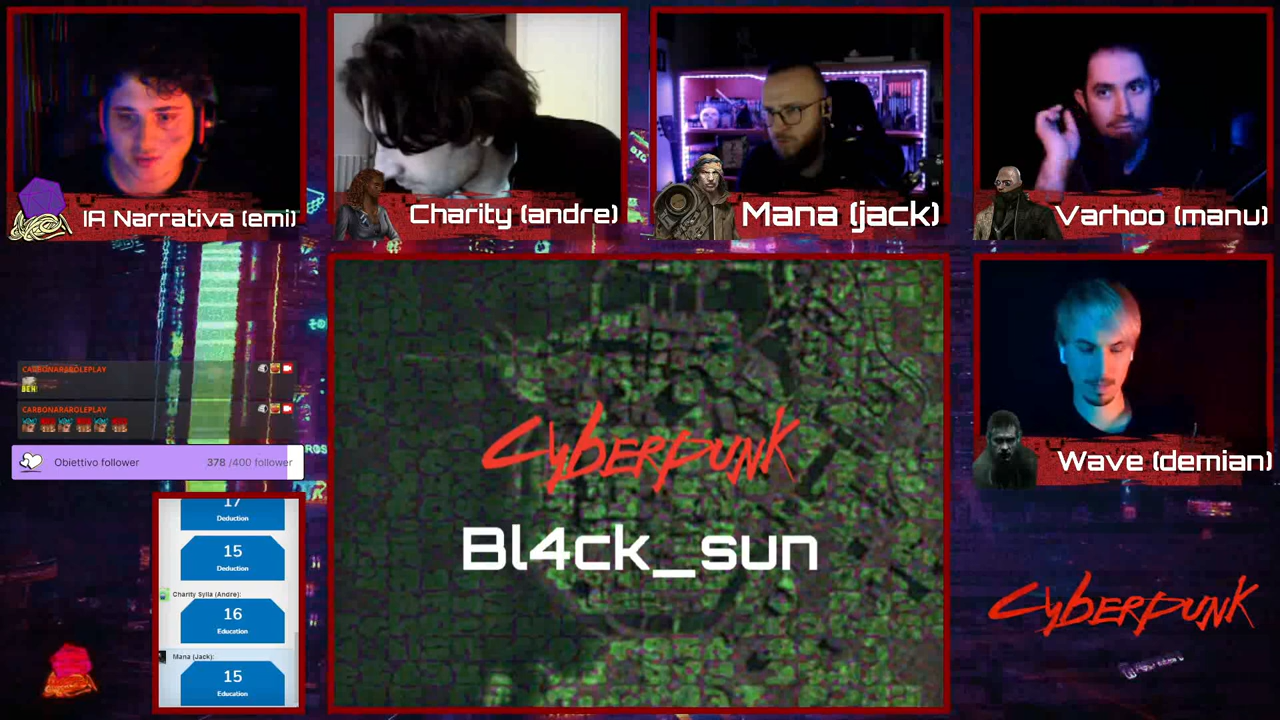 IA Narrativa (emi)
Charity (andre)
Mana (jack)
Varhoo (manu)
CARBONARAROLEPLAY
BEH
CARBONARAROLEPLAY
Obiettivo follower 378 /400 follower
17
Deduction
15
Deduction
Charity Sylla (Andre):
16
Education
Mana (Jack):
15
Education
CYBERPUNK
Bl4ck_sun
Wave (demian)
CYBERPUNK